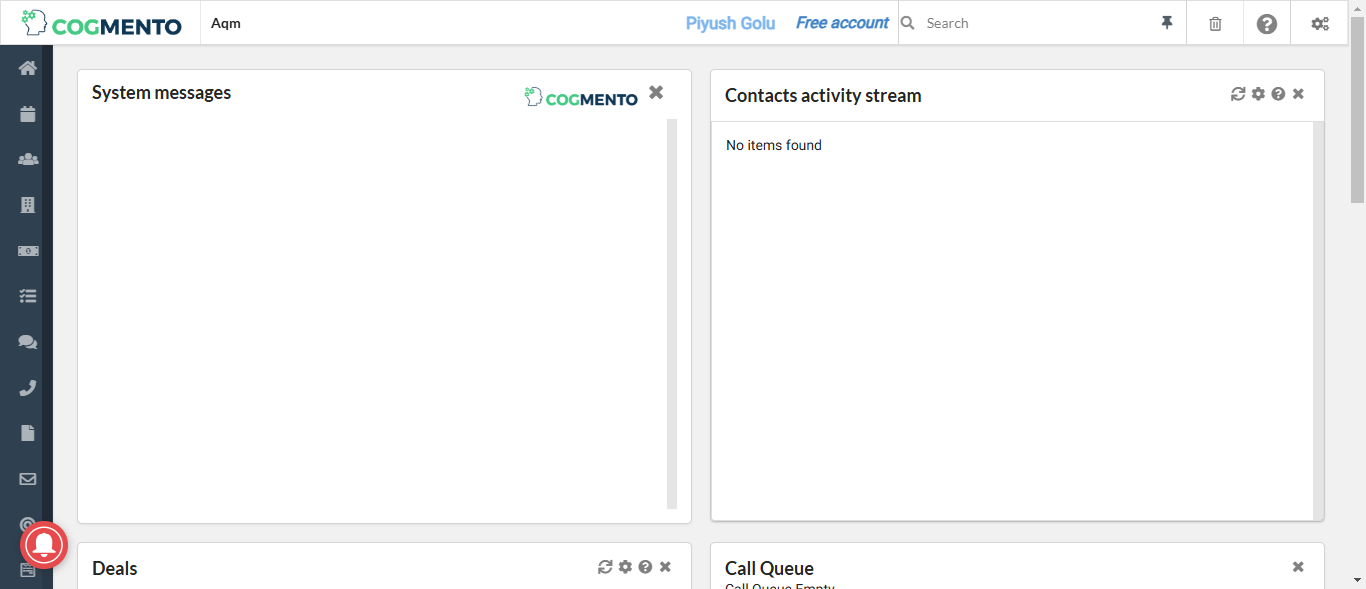 COGMENTO
Aqm
Piyush Golu
Free account
Search
System messages
COGMENTO
Contacts activity stream
No items found
Deals
Call Queue
Call Queue Empty